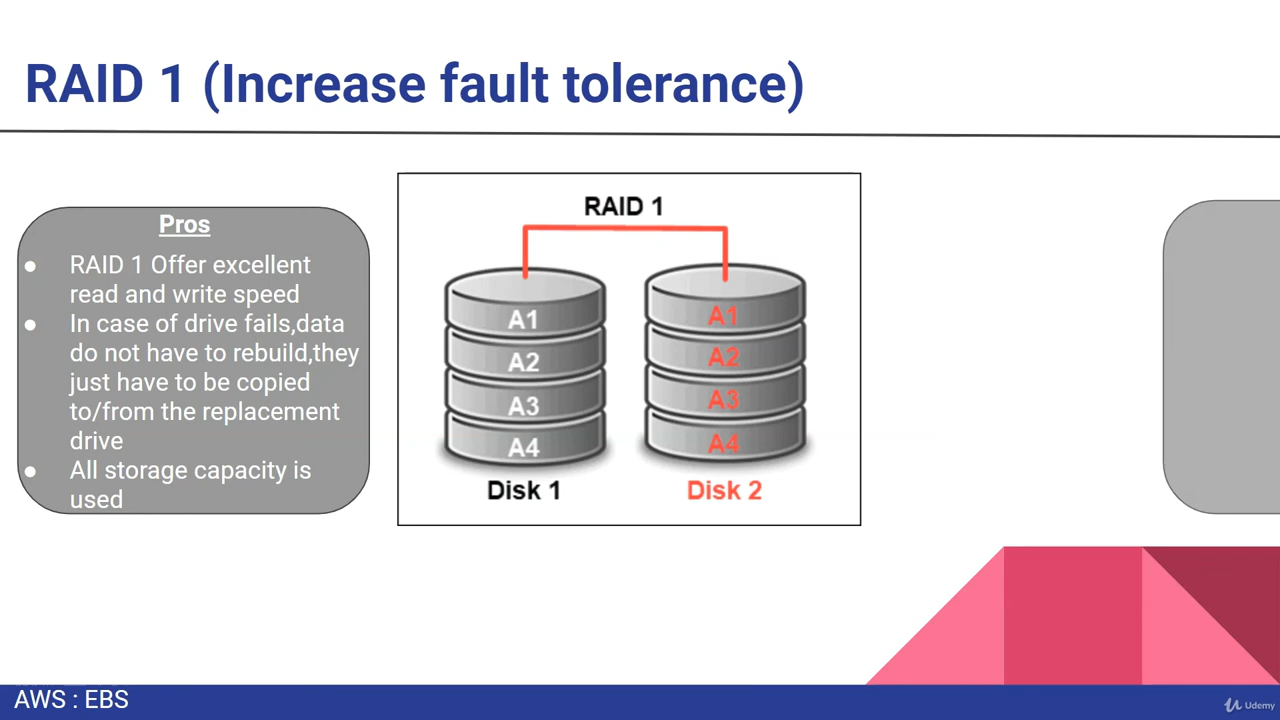 RAID 1 (Increase fault tolerance)
Pros
● RAID 1 Offer excellent
read and write speed
● In case of drive fails,data
do not have to rebuild,they
just have to be copied
to/from the replacement
drive
● All storage capacity is
used
RAID 1
A1
A2
A3
A4
Disk 1
A1
A2
A3
A4
Disk 2
AWS : EBS
Udemy